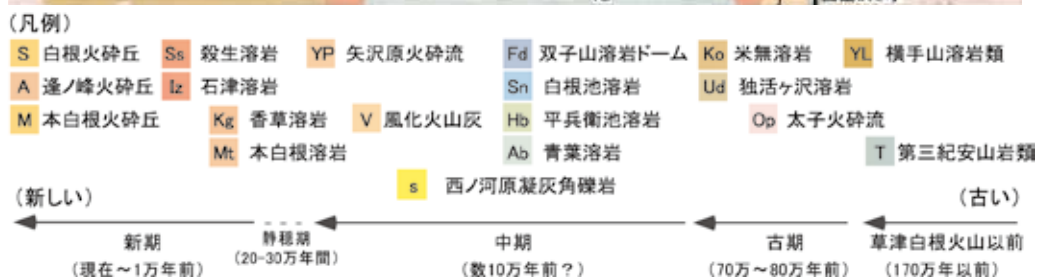 (凡例)
S 白根火砕丘 Ss 殺生溶岩 YP 矢沢原火砕流 Fd 双子山溶岩ドーム Ko 米無溶岩 YL 横手山溶岩類
A 逢ノ峰火砕丘 Iz 石津溶岩 Sn 白根池溶岩 Ud 独活ヶ沢溶岩
M 本白根火砕丘 Kg 香草溶岩 V 風化火山灰 Hb 平兵衛池溶岩 Op 太子火砕流
Mt 本白根溶岩 Ab 青葉溶岩 T 第三紀安山岩類
s 西ノ河原凝灰角礫岩
(新しい) (古い)
新期 静穏期 中期 古期 草津白根火山以前
(現在~1万年前) (20-30万年間) (数10万年前?) (70万~80万年前) (170万年以前)